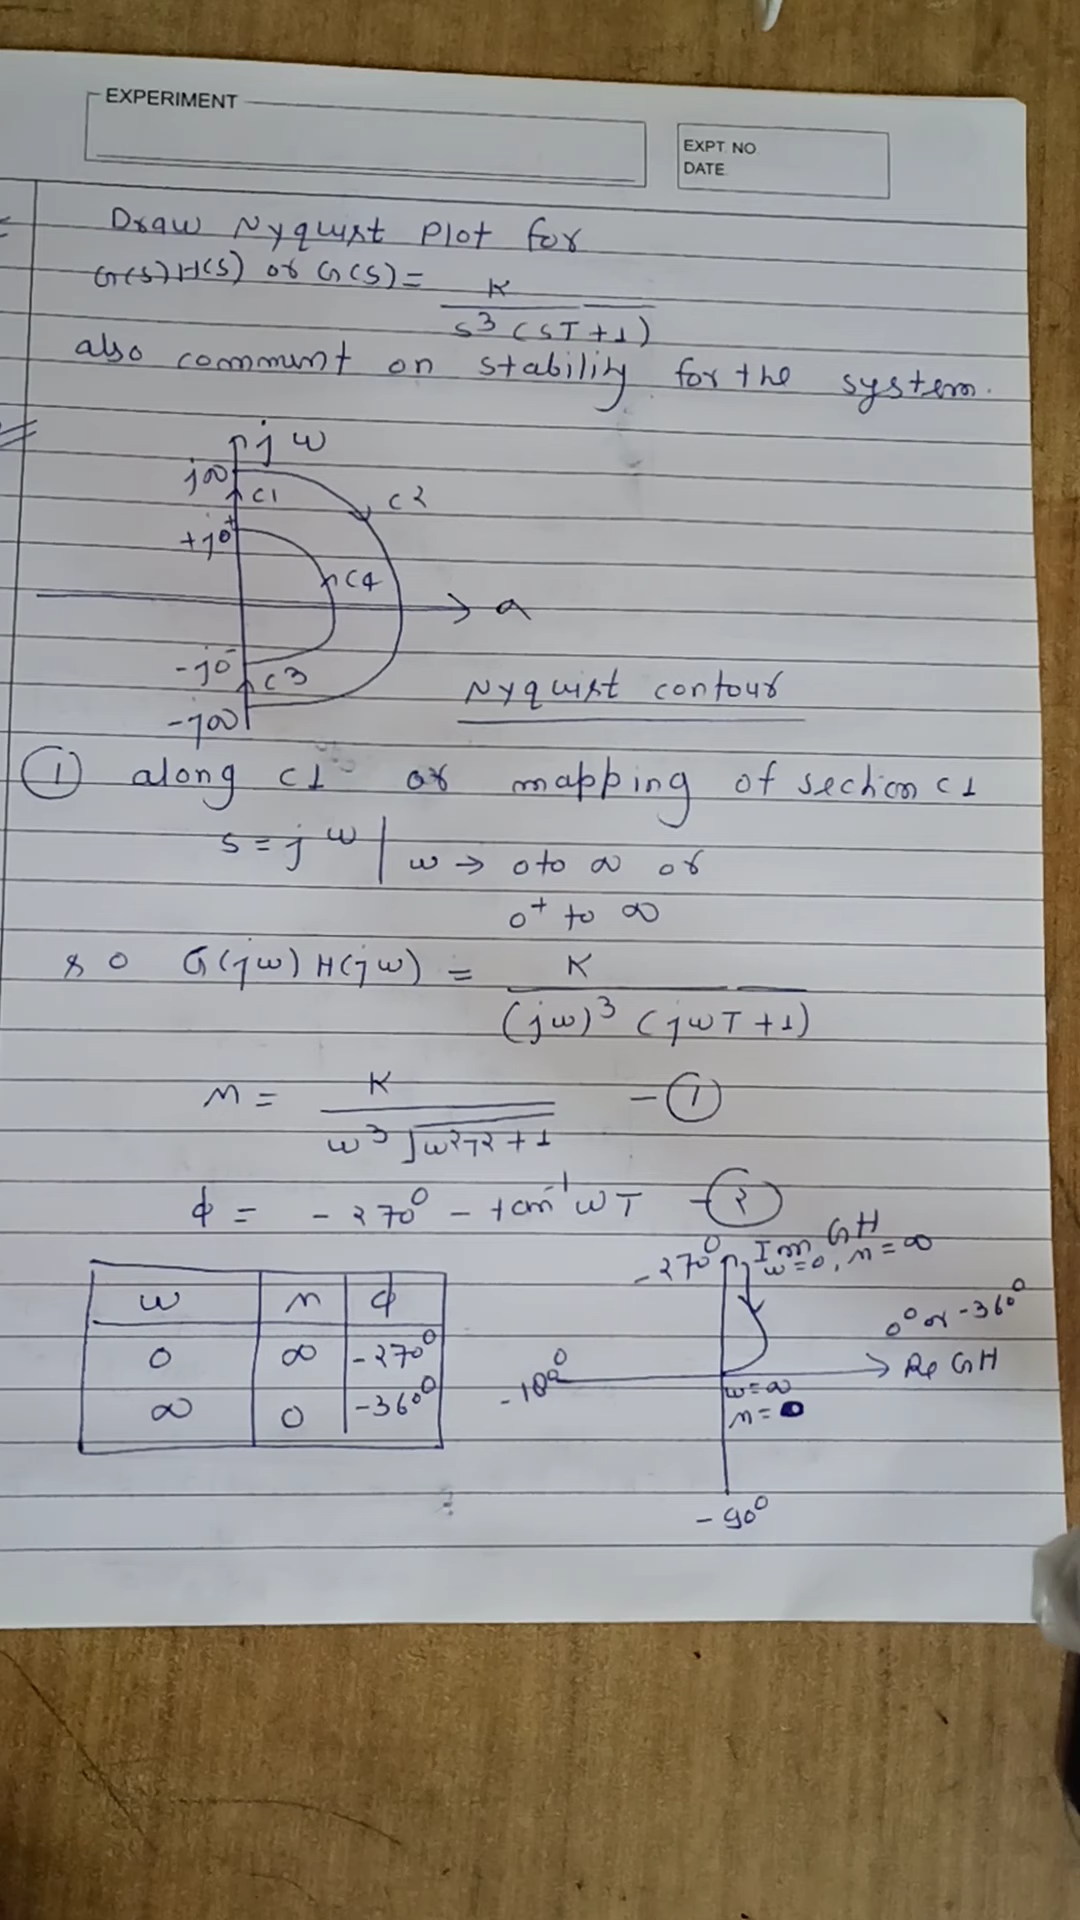 EXPERIMENT
EXPT. NO
DATE
Draw Nyquist Plot for
G(s)H(s) or G(s) = K / s³(sT+1)
also comment on stability for the system.
jω
j∞
C1
C2
+j0⁺
C4
-j0⁻
C3
-j∞
Nyquist contour
① along C1 or mapping of section C1
s = jω | ω → 0 to ∞ or
0⁺ to ∞
so G(jω)H(jω) = K / (jω)³(jωT+1)
M = K / ω³√ω²T²+1 - ①
φ = -270° - tan⁻¹ωT - ②
ω M φ
0 ∞ -270°
∞ 0 -360°
-270° Im GH
ω=0, M=∞
0° or -360°
-180° Re GH
ω=∞
M=0
-90°